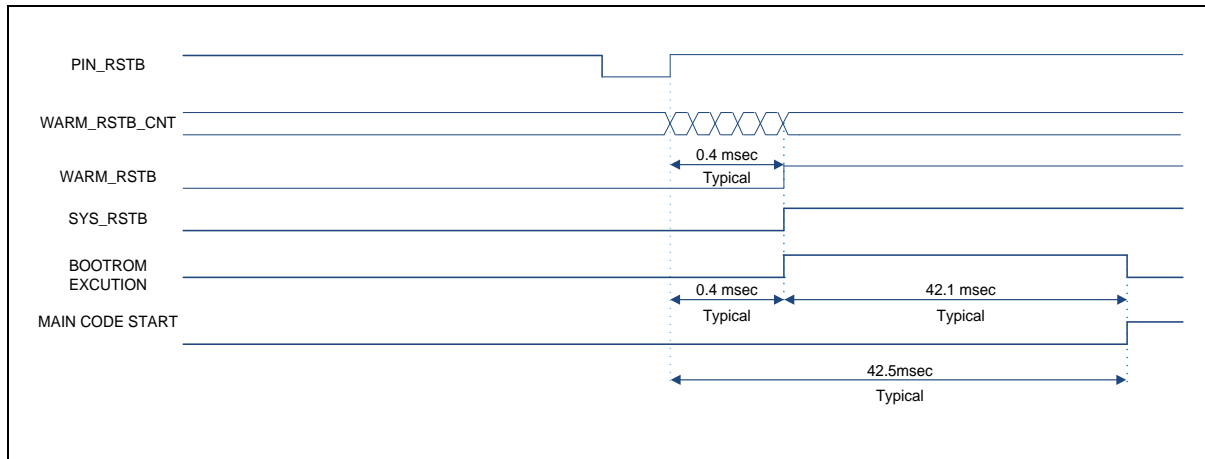 PIN_RSTB
WARM_RSTB_CNT
0.4 msec
WARM_RSTB
Typical
SYS_RSTB
BOOTROM
EXCUTION
0.4 msec
42.1 msec
Typical
Typical
MAIN CODE START
42.5msec
Typical